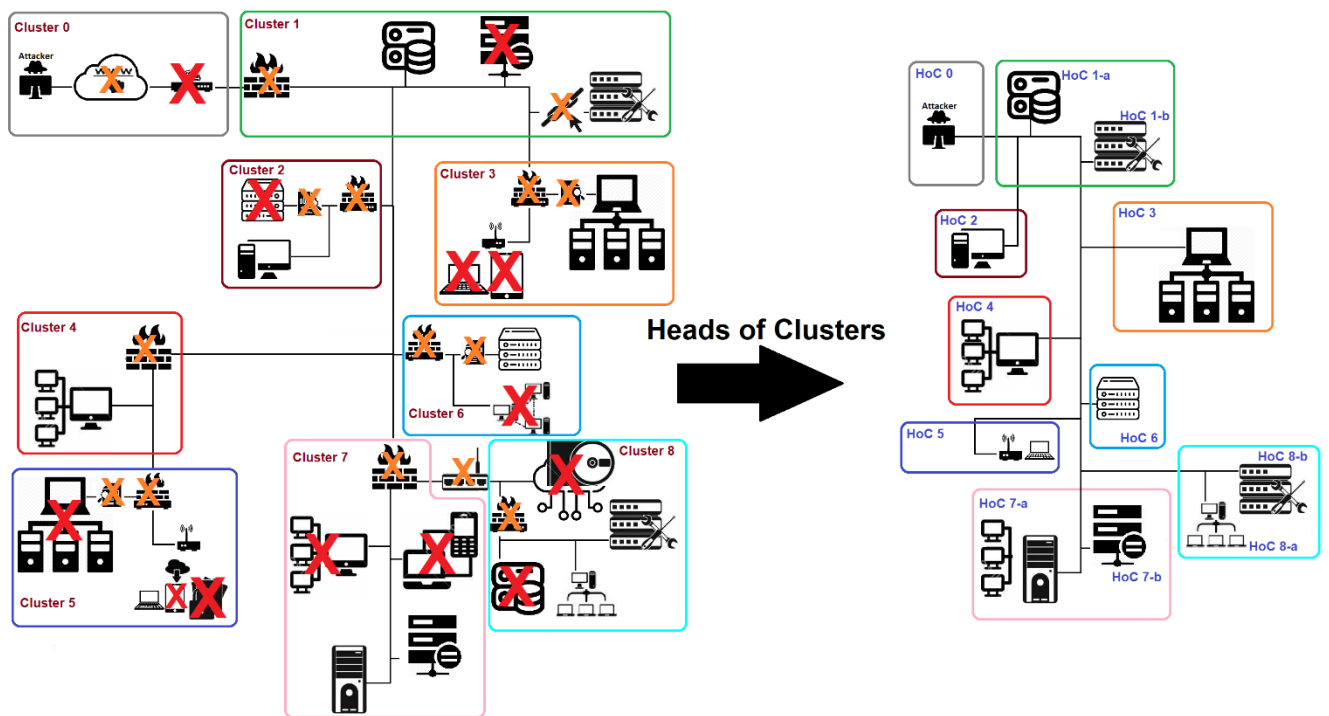 Cluster 0
Attacker
Cluster 1
Cluster 2
Cluster 3
Cluster 4
Cluster 5
Cluster 6
Cluster 7
Cluster 8
Heads of Clusters
HoC 0
Attacker
HoC 1-a
HoC 1-b
HoC 2
HoC 3
HoC 4
HoC 5
HoC 6
HoC 7-a
HoC 7-b
HoC 8-b
HoC 8-a